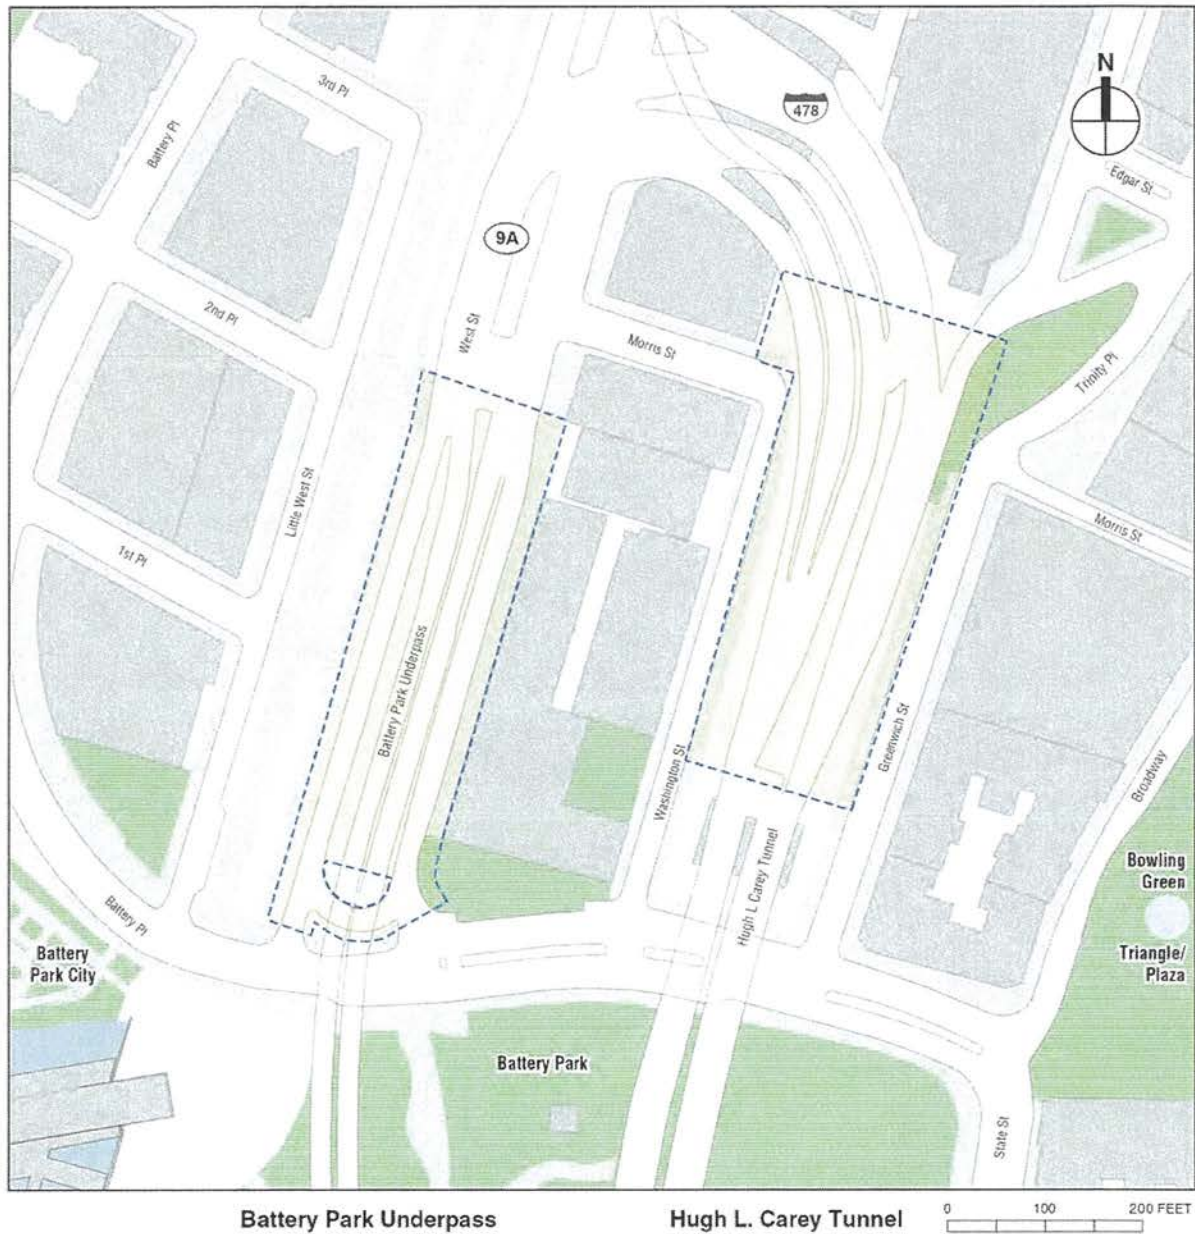 N
478
3rd Pl
Battery Pl
Edgar St
9A
2nd Pl
West St
Morris St
Trinity Pl
Little West St
Morris St
1st Pl
Battery Park Underpass
Greenwich St
Washington St
Broadway
Hugh L Carey Tunnel
Bowling
Green
Battery Pl
Battery
Park City
Triangle/
Plaza
Battery Park
State St
Battery Park Underpass
Hugh L. Carey Tunnel
0 100 200 FEET